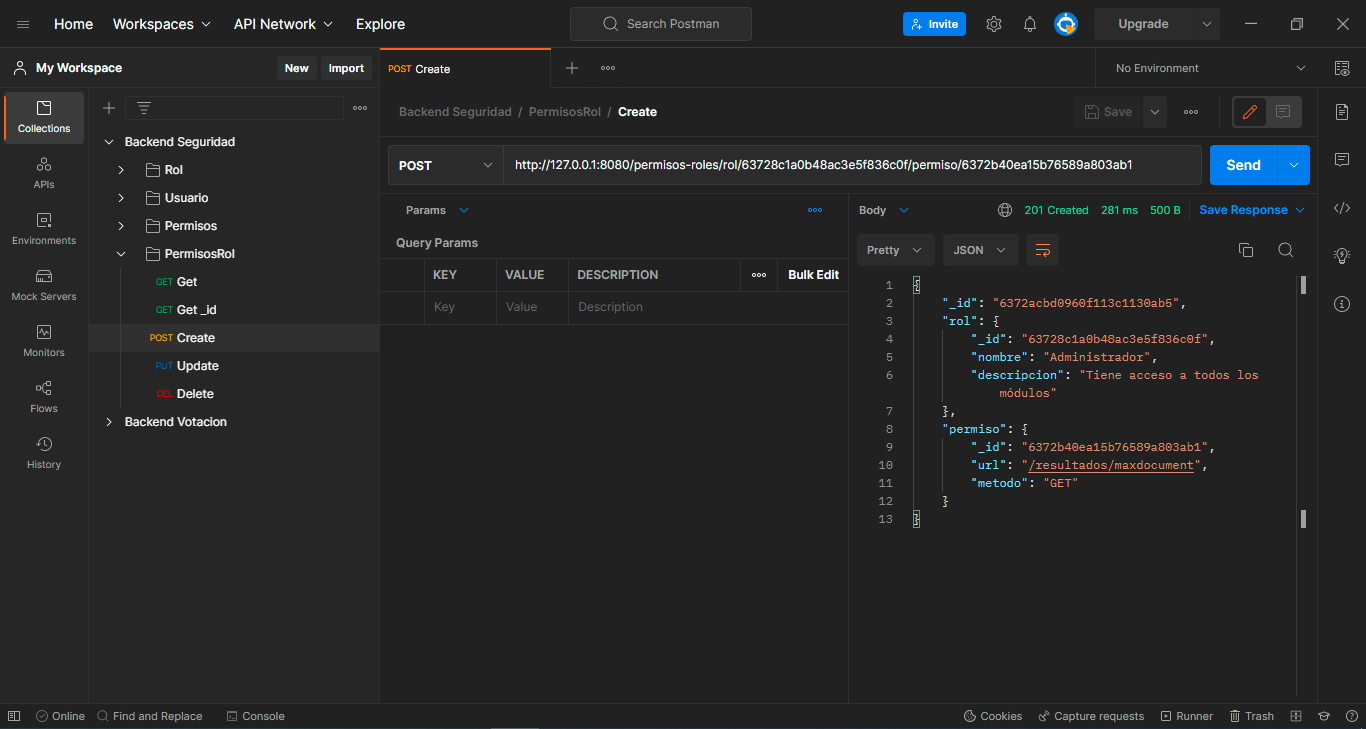 Home Workspaces API Network Explore Search Postman Invite Upgrade
My Workspace New Import POST Create No Environment
Collections
APIs
Environments
Mock Servers
Monitors
Flows
History
Backend Seguridad
Rol
Usuario
Permisos
PermisosRol
GET Get
GET Get _id
POST Create
PUT Update
DEL Delete
Backend Votacion
Backend Seguridad / PermisosRol / Create Save
POST http://127.0.0.1:8080/permisos-roles/rol/63728c1a0b48ac3e5f836c0f/permiso/6372b40ea15b76589a803ab1 Send
Params
Query Params
KEY VALUE DESCRIPTION Bulk Edit
Key Value Description
Body 201 Created 281 ms 500 B Save Response
Pretty JSON
1 {
2 "_id": "6372acbd0960f113c1130ab5",
3 "rol": {
4 "_id": "63728c1a0b48ac3e5f836c0f",
5 "nombre": "Administrador",
6 "descripcion": "Tiene acceso a todos los
módulos"
7 },
8 "permiso": {
9 "_id": "6372b40ea15b76589a803ab1",
10 "url": "/resultados/maxdocument",
11 "metodo": "GET"
12 }
13 }
Online Find and Replace Console Cookies Capture requests Runner Trash